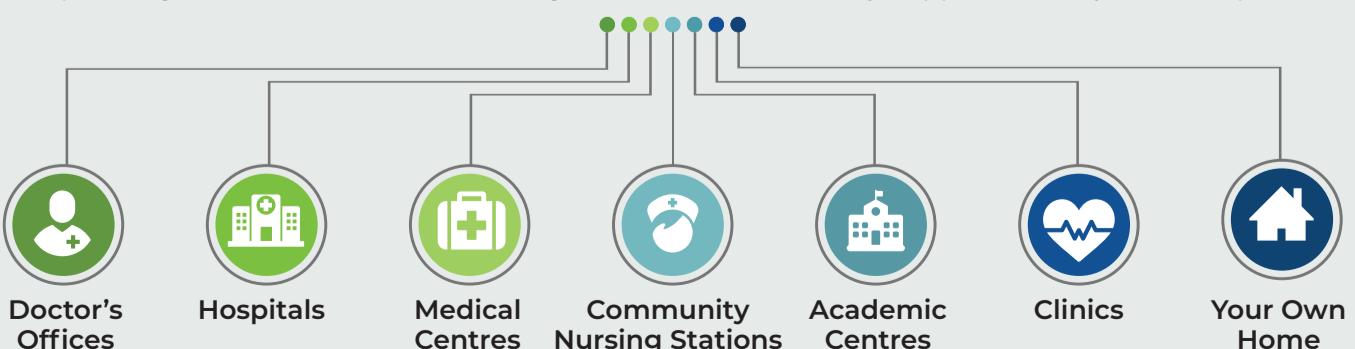 Doctor's
Offices
Hospitals
Medical
Centres
Community
Nursing Stations
Academic
Centres
Clinics
Your Own
Home